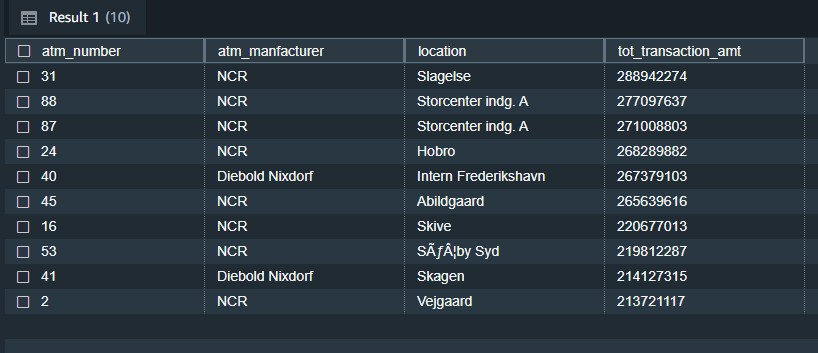 Result 1 (10)
atm_number atm_manfacturer location tot_transaction_amt
31 NCR Slagelse 288942274
88 NCR Storcenter indg. A 277097637
87 NCR Storcenter indg. A 271008803
24 NCR Hobro 268289882
40 Diebold Nixdorf Intern Frederikshavn 267379103
45 NCR Abildgaard 265639616
16 NCR Skive 220677013
53 NCR SÃƒÂ¦by Syd 219812287
41 Diebold Nixdorf Skagen 214127315
2 NCR Vejgaard 213721117